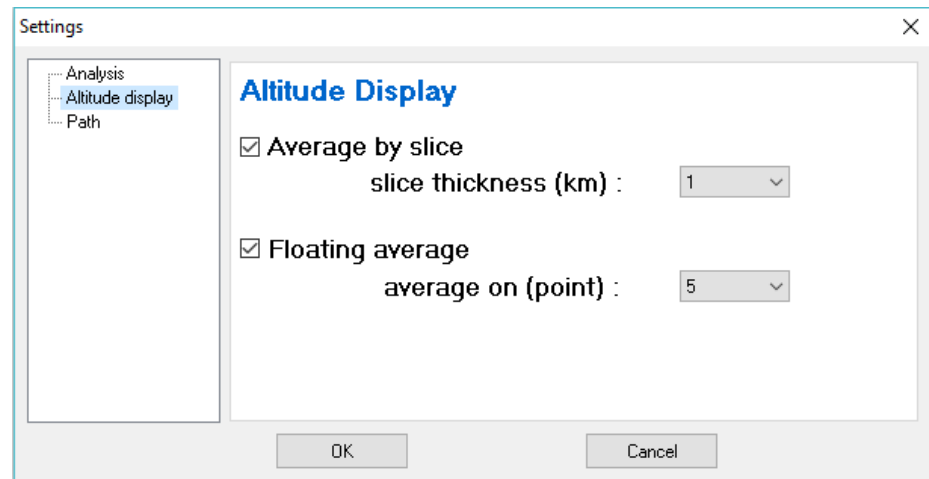 Settings
Analysis
Altitude display
Path
Altitude Display
Average by slice
slice thickness (km) : 1
Floating average
average on (point) : 5
OK Cancel